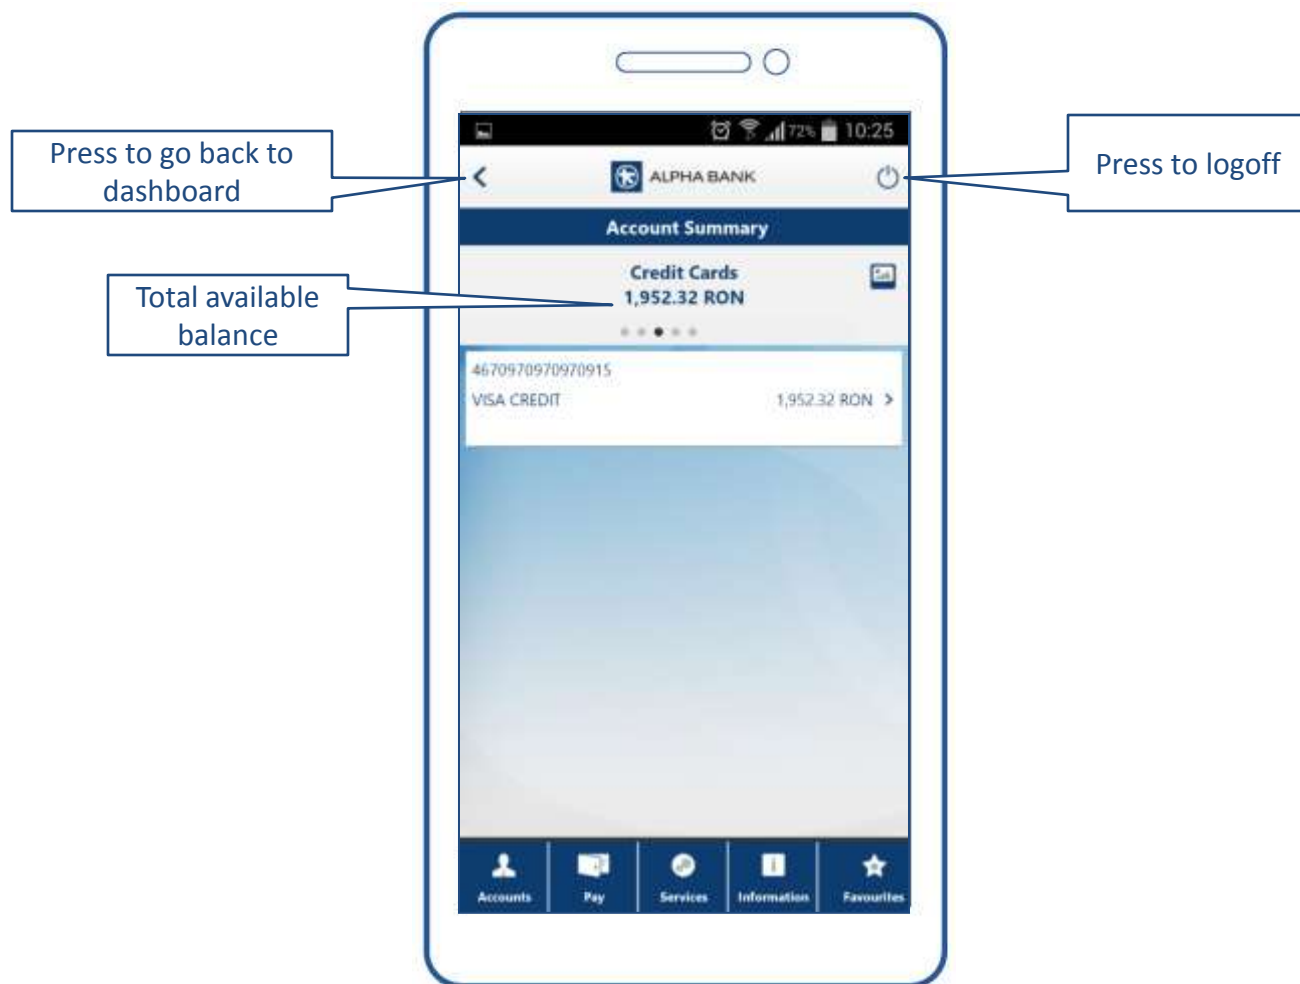 72% 10:25
Press to go back to
dashboard
ALPHA BANK
Press to logoff
Account Summary
Credit Cards
1,952.32 RON
Total available
balance
4670970970970915
VISA CREDIT 1,952.32 RON >
Accounts Pay Services Information Favourites